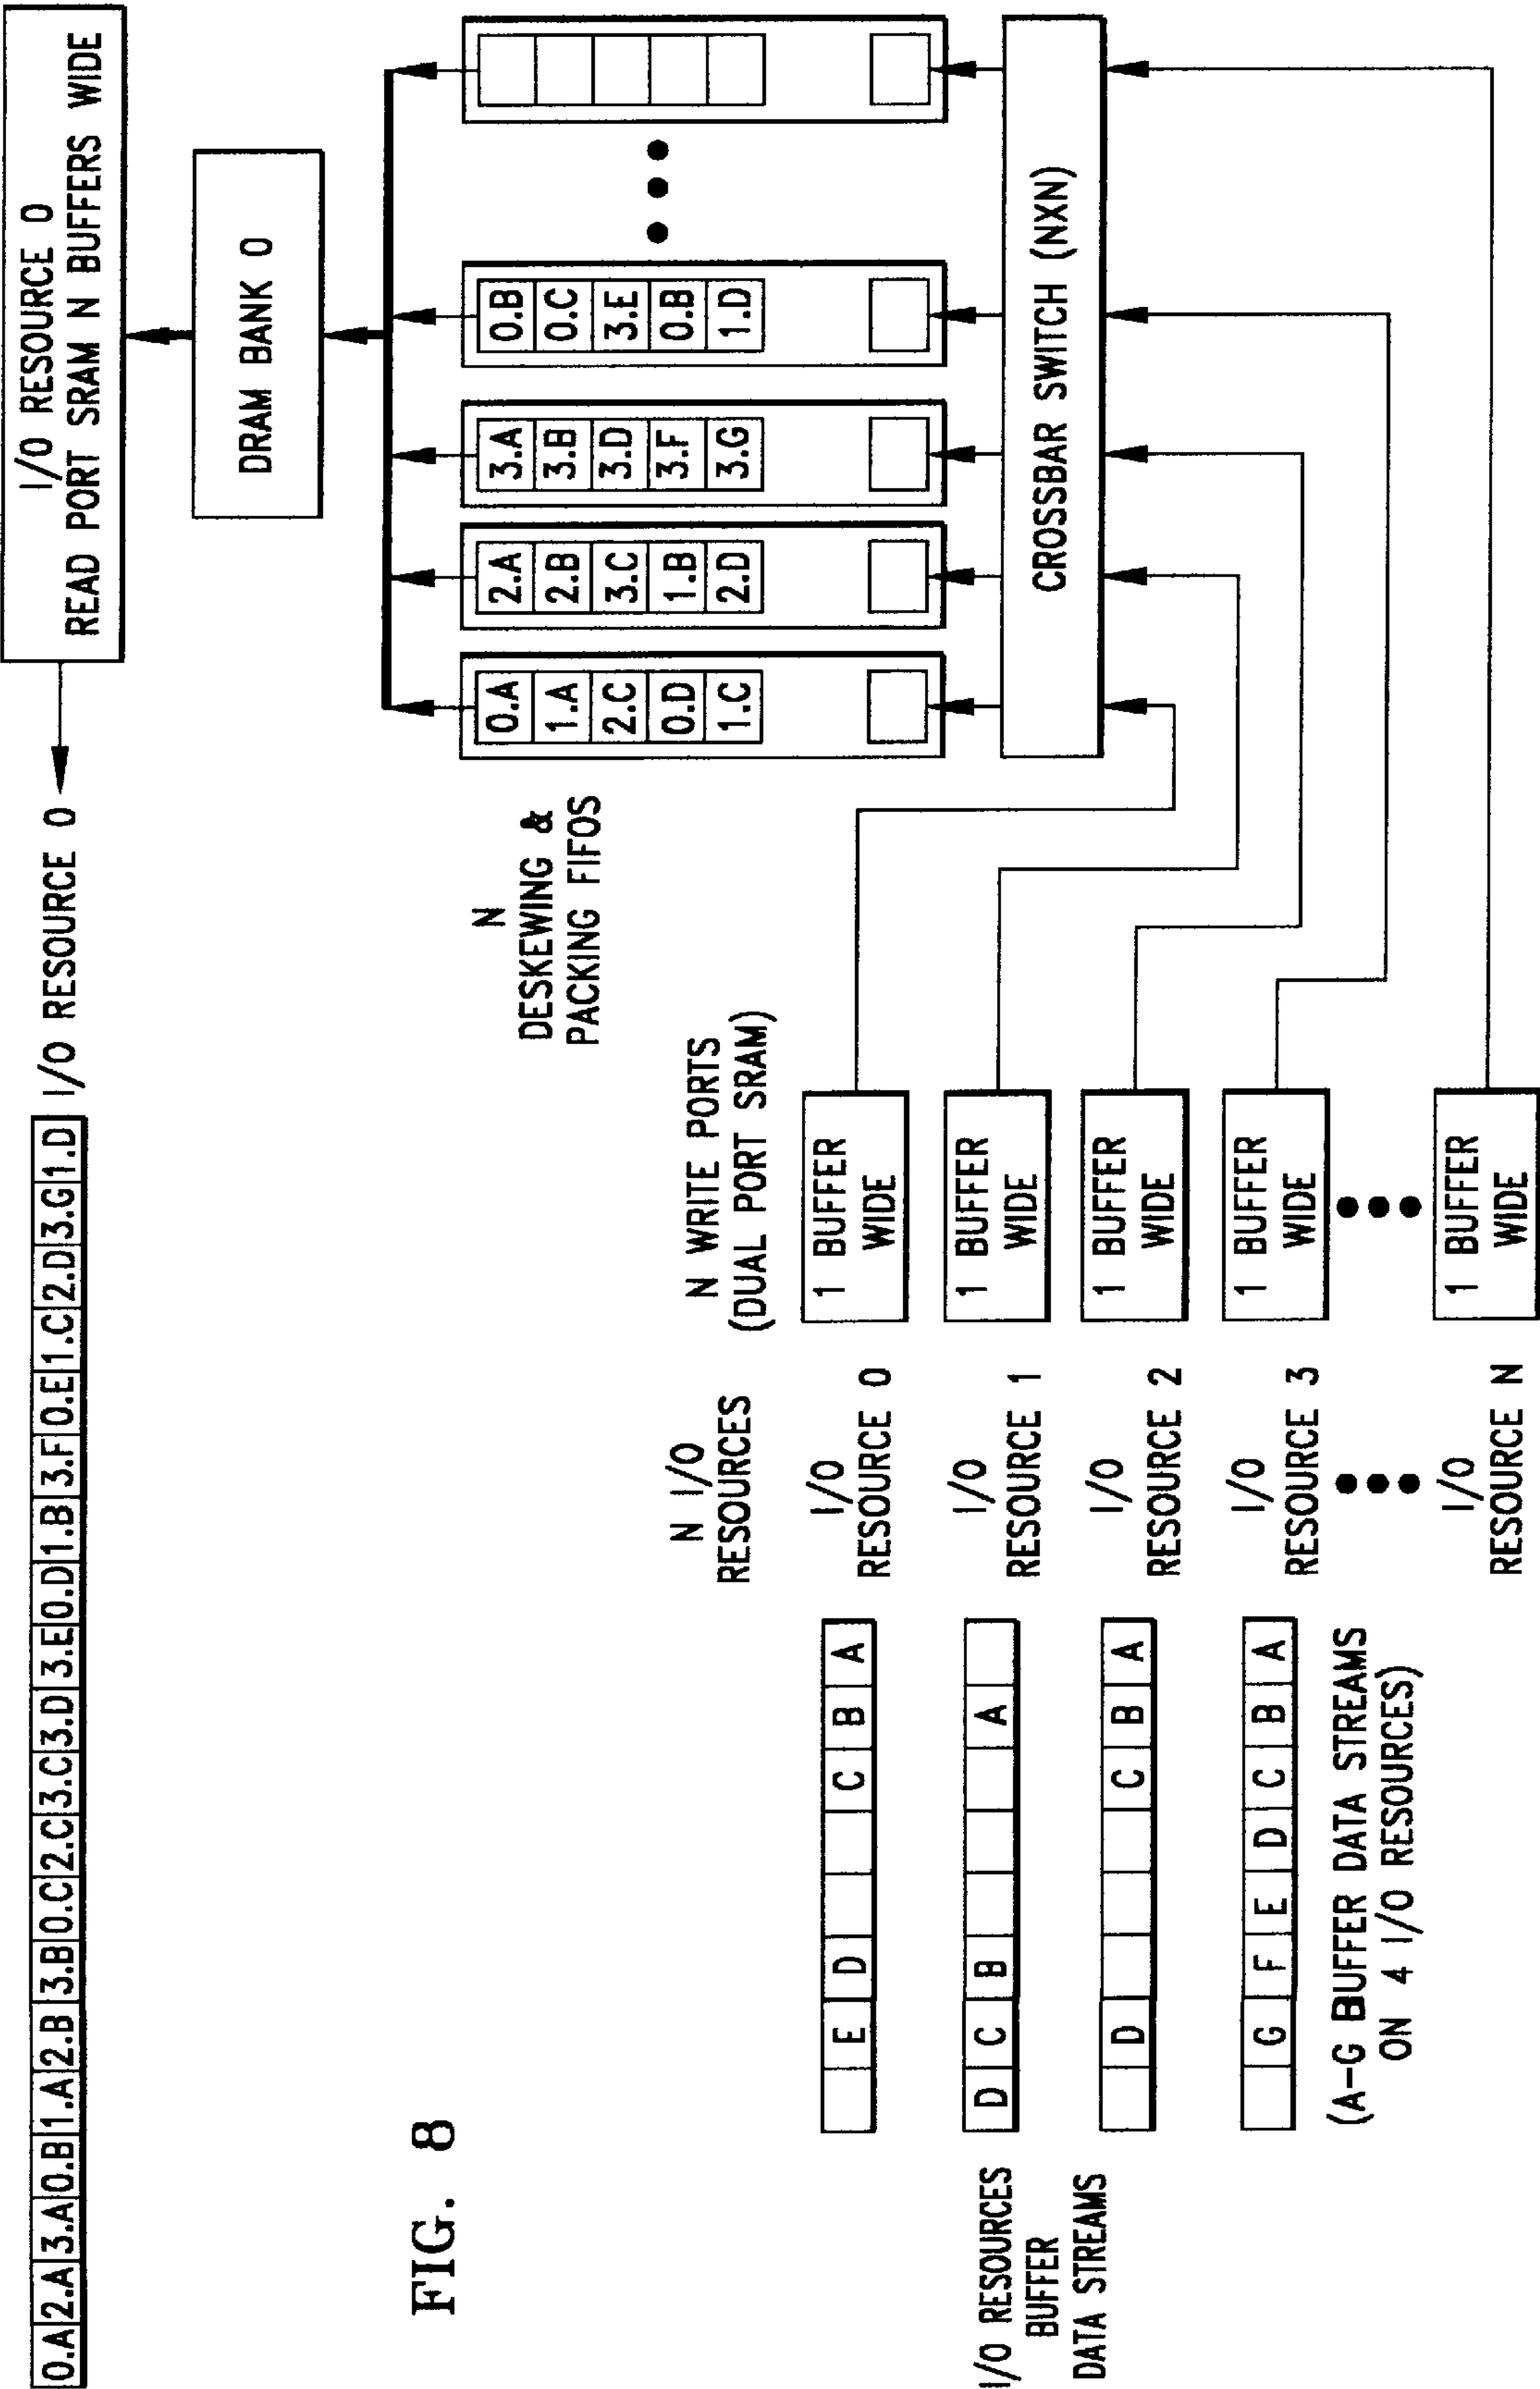 0.A 2.A 3.A 0.B 1.A 2.B 3.B 0.C 2.C 3.C 3.D 3.E 0.D 1.B 3.F 0.E 1.C 2.D 3.G 1.D
I/O RESOURCE 0
I/O RESOURCE 0
READ PORT SRAM N BUFFERS WIDE
DRAM BANK 0
FIG. 8
N
DESKEWING &
PACKING FIFOS
0.A 2.A 3.A 0.B
1.A 2.B 3.B 0.C
2.C 3.C 3.D 3.E
0.D 1.B 3.F 0.B
1.C 2.D 3.G 1.D
CROSSBAR SWITCH (NXN)
N I/O
RESOURCES
N WRITE PORTS
(DUAL PORT SRAM)
E D C B A
I/O
RESOURCE 0
1 BUFFER
WIDE
I/O RESOURCES
BUFFER
DATA STREAMS
D C B A
I/O
RESOURCE 1
1 BUFFER
WIDE
D C B A
I/O
RESOURCE 2
1 BUFFER
WIDE
G F E D C B A
I/O
RESOURCE 3
1 BUFFER
WIDE
(A-G BUFFER DATA STREAMS
ON 4 I/O RESOURCES)
I/O
RESOURCE N
1 BUFFER
WIDE